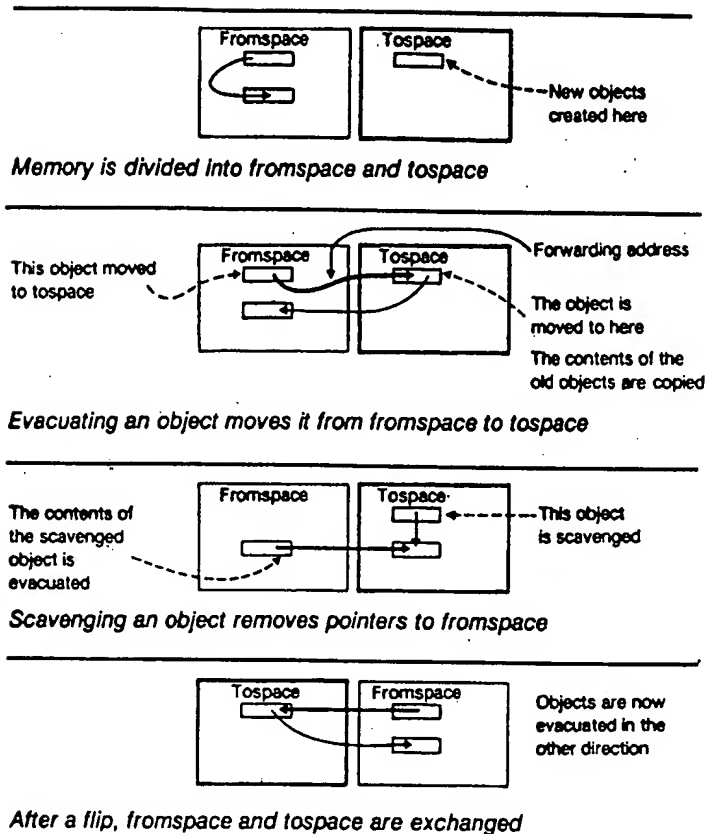 Fromspace
Tospace
New objects
created here
Memory is divided into fromspace and tospace
This object moved
to tospace
Fromspace
Tospace
Forwarding address
The object is
moved to here
The contents of the
old objects are copied
Evacuating an object moves it from fromspace to tospace
The contents of
the scavenged
object is
evacuated
Fromspace
Tospace
This object
is scavenged
Scavenging an object removes pointers to fromspace
Tospace
Fromspace
Objects are now
evacuated in the
other direction
After a flip, fromspace and tospace are exchanged